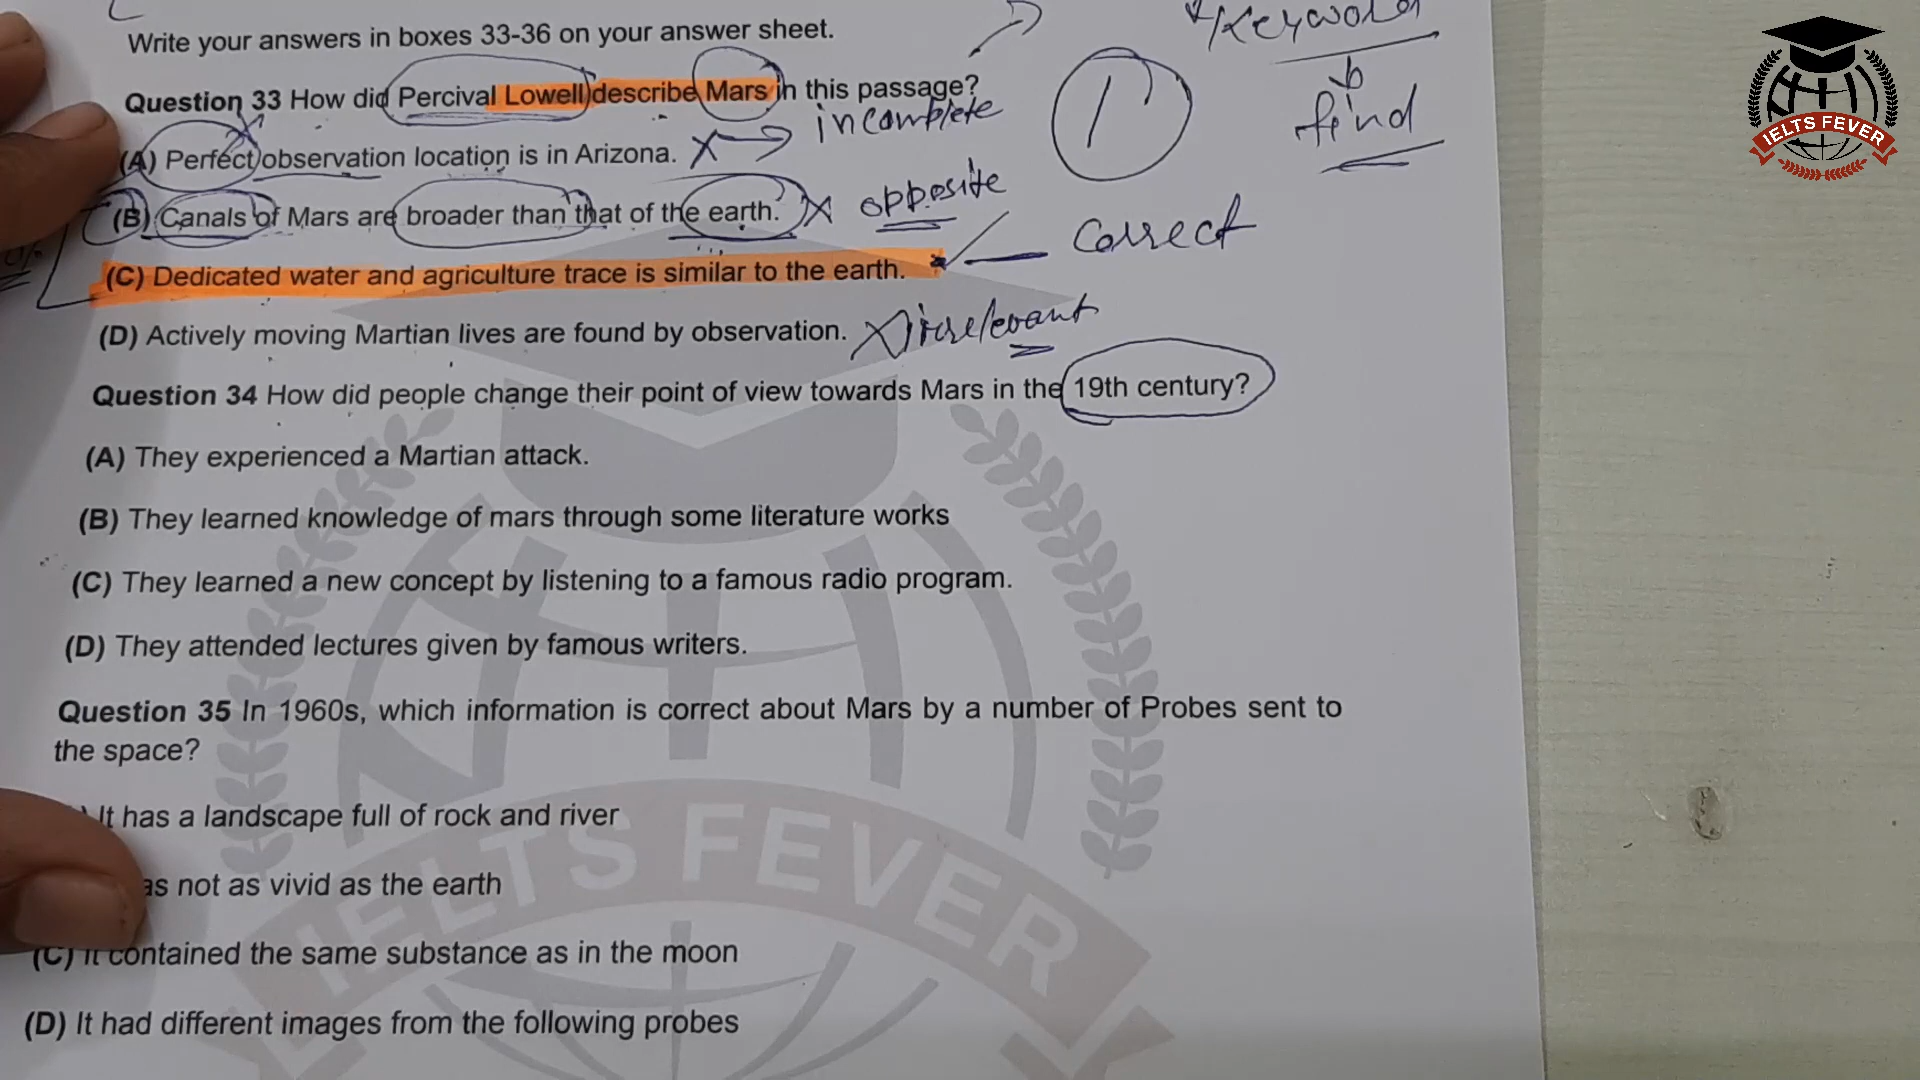 Keyword
Write your answers in boxes 33-36 on your answer sheet.
Question 33 How did Percival Lowell describe Mars in this passage?
find
IELTS FEVER
incomplete
(A) Perfect observation location is in Arizona.
opposite
(B) Canals of Mars are broader than that of the earth.
correct
(C) Dedicated water and agriculture trace is similar to the earth.
(D) Actively moving Martian lives are found by observation.
irrelevant
Question 34 How did people change their point of view towards Mars in the 19th century?
(A) They experienced a Martian attack.
(B) They learned knowledge of mars through some literature works
(C) They learned a new concept by listening to a famous radio program.
(D) They attended lectures given by famous writers.
Question 35 In 1960s, which information is correct about Mars by a number of Probes sent to
the space?
It has a landscape full of rock and river
as not as vivid as the earth
(C) It contained the same substance as in the moon
(D) It had different images from the following probes
IELTS FEVER